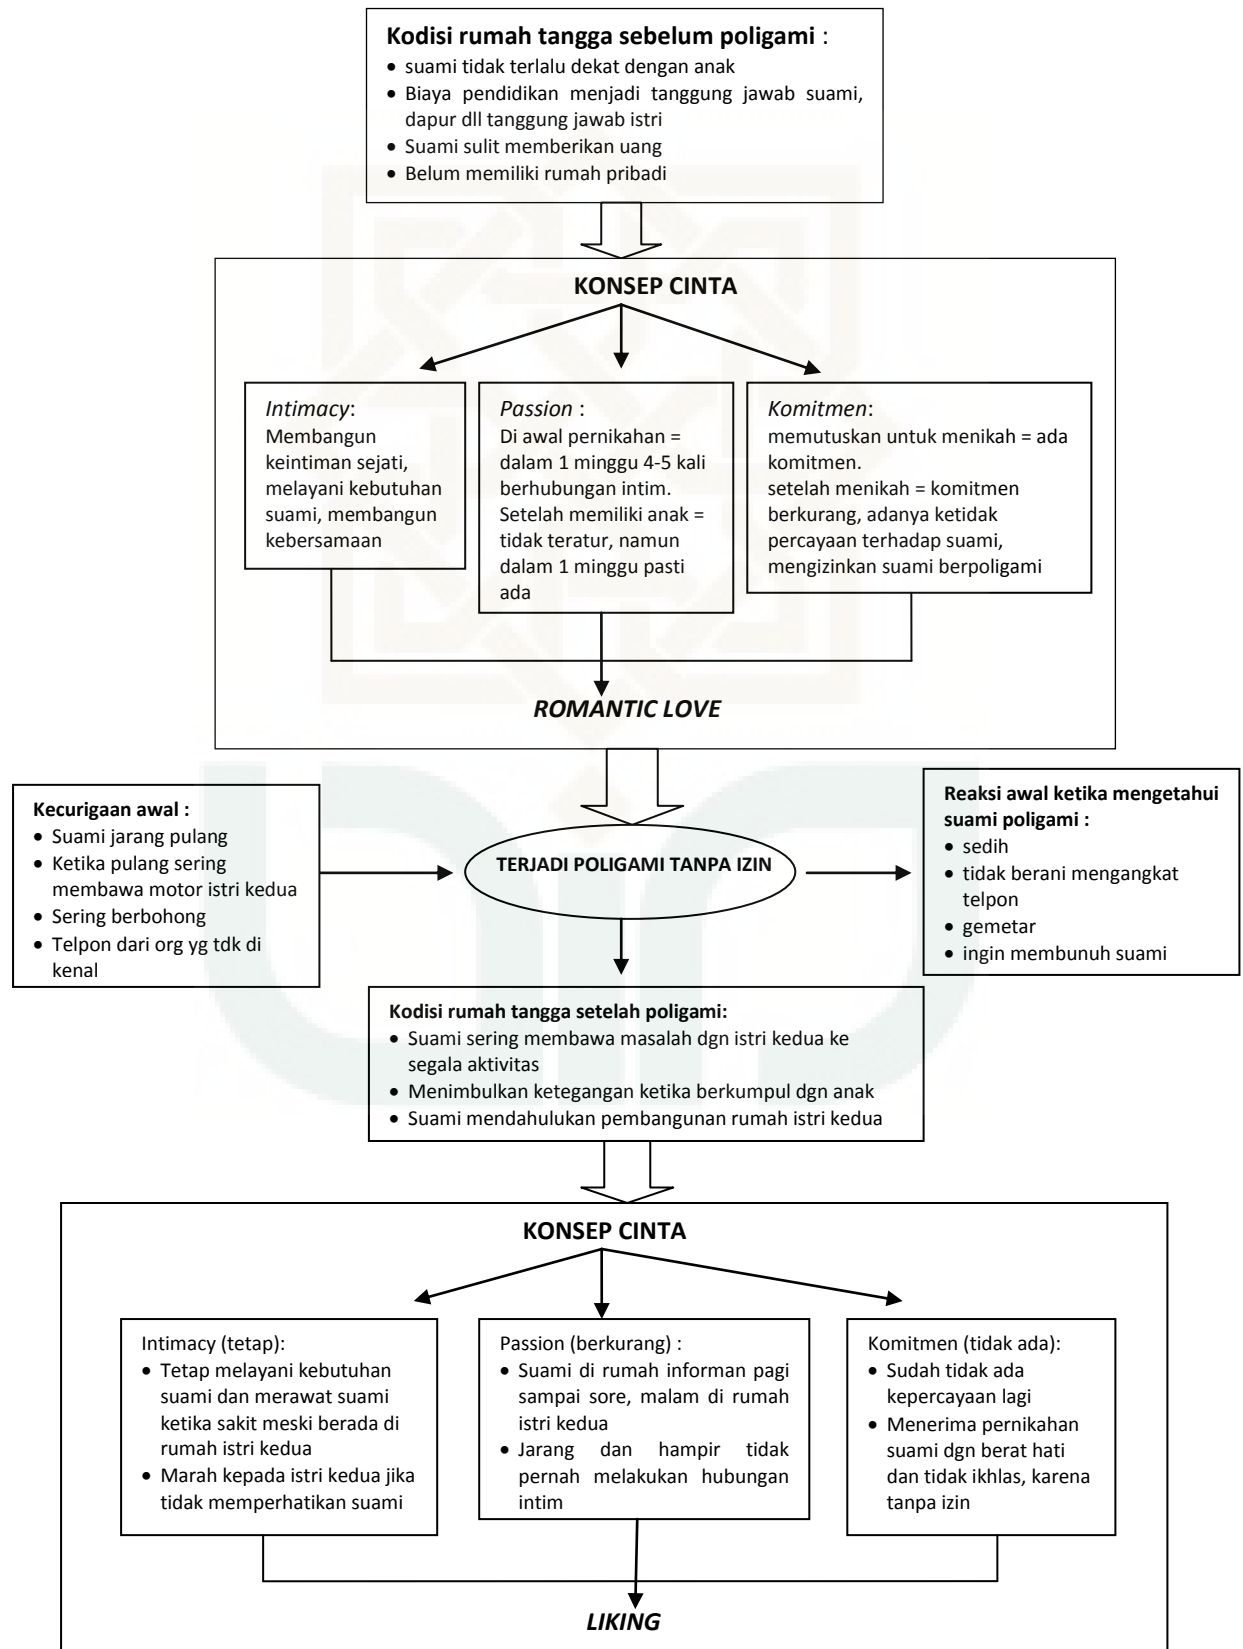 Kodisi rumah tangga sebelum poligami :
• suami tidak terlalu dekat dengan anak
• Biaya pendidikan menjadi tanggung jawab suami,
dapur dll tanggung jawab istri
• Suami sulit memberikan uang
• Belum memiliki rumah pribadi
KONSEP CINTA
Intimacy:
Membangun
keintiman sejati,
melayani kebutuhan
suami, membangun
kebersamaan
Passion :
Di awal pernikahan =
dalam 1 minggu 4-5 kali
berhubungan intim.
Setelah memiliki anak =
tidak teratur, namun
dalam 1 minggu pasti
ada
Komitmen:
memutuskan untuk menikah = ada
komitmen.
setelah menikah = komitmen
berkurang, adanya ketidak
percayaan terhadap suami,
mengizinkan suami berpoligami
ROMANTIC LOVE
Kecurigaan awal :
• Suami jarang pulang
• Ketika pulang sering
membawa motor istri kedua
• Sering berbohong
• Telpon dari org yg tdk di
kenal
TERJADI POLIGAMI TANPA IZIN
Reaksi awal ketika mengetahui
suami poligami :
• sedih
• tidak berani mengangkat
telpon
• gemetar
• ingin membunuh suami
Kodisi rumah tangga setelah poligami:
• Suami sering membawa masalah dgn istri kedua ke
segala aktivitas
• Menimbulkan ketegangan ketika berkumpul dgn anak
• Suami mendahulukan pembangunan rumah istri kedua
KONSEP CINTA
Intimacy (tetap):
• Tetap melayani kebutuhan
suami dan merawat suami
ketika sakit meski berada di
rumah istri kedua
• Marah kepada istri kedua jika
tidak memperhatikan suami
Passion (berkurang) :
• Suami di rumah informan pagi
sampai sore, malam di rumah
istri kedua
• Jarang dan hampir tidak
pernah melakukan hubungan
intim
Komitmen (tidak ada):
• Sudah tidak ada
kepercayaan lagi
• Menerima pernikahan
suami dgn berat hati
dan tidak ikhlas, karena
tanpa izin
LIKING